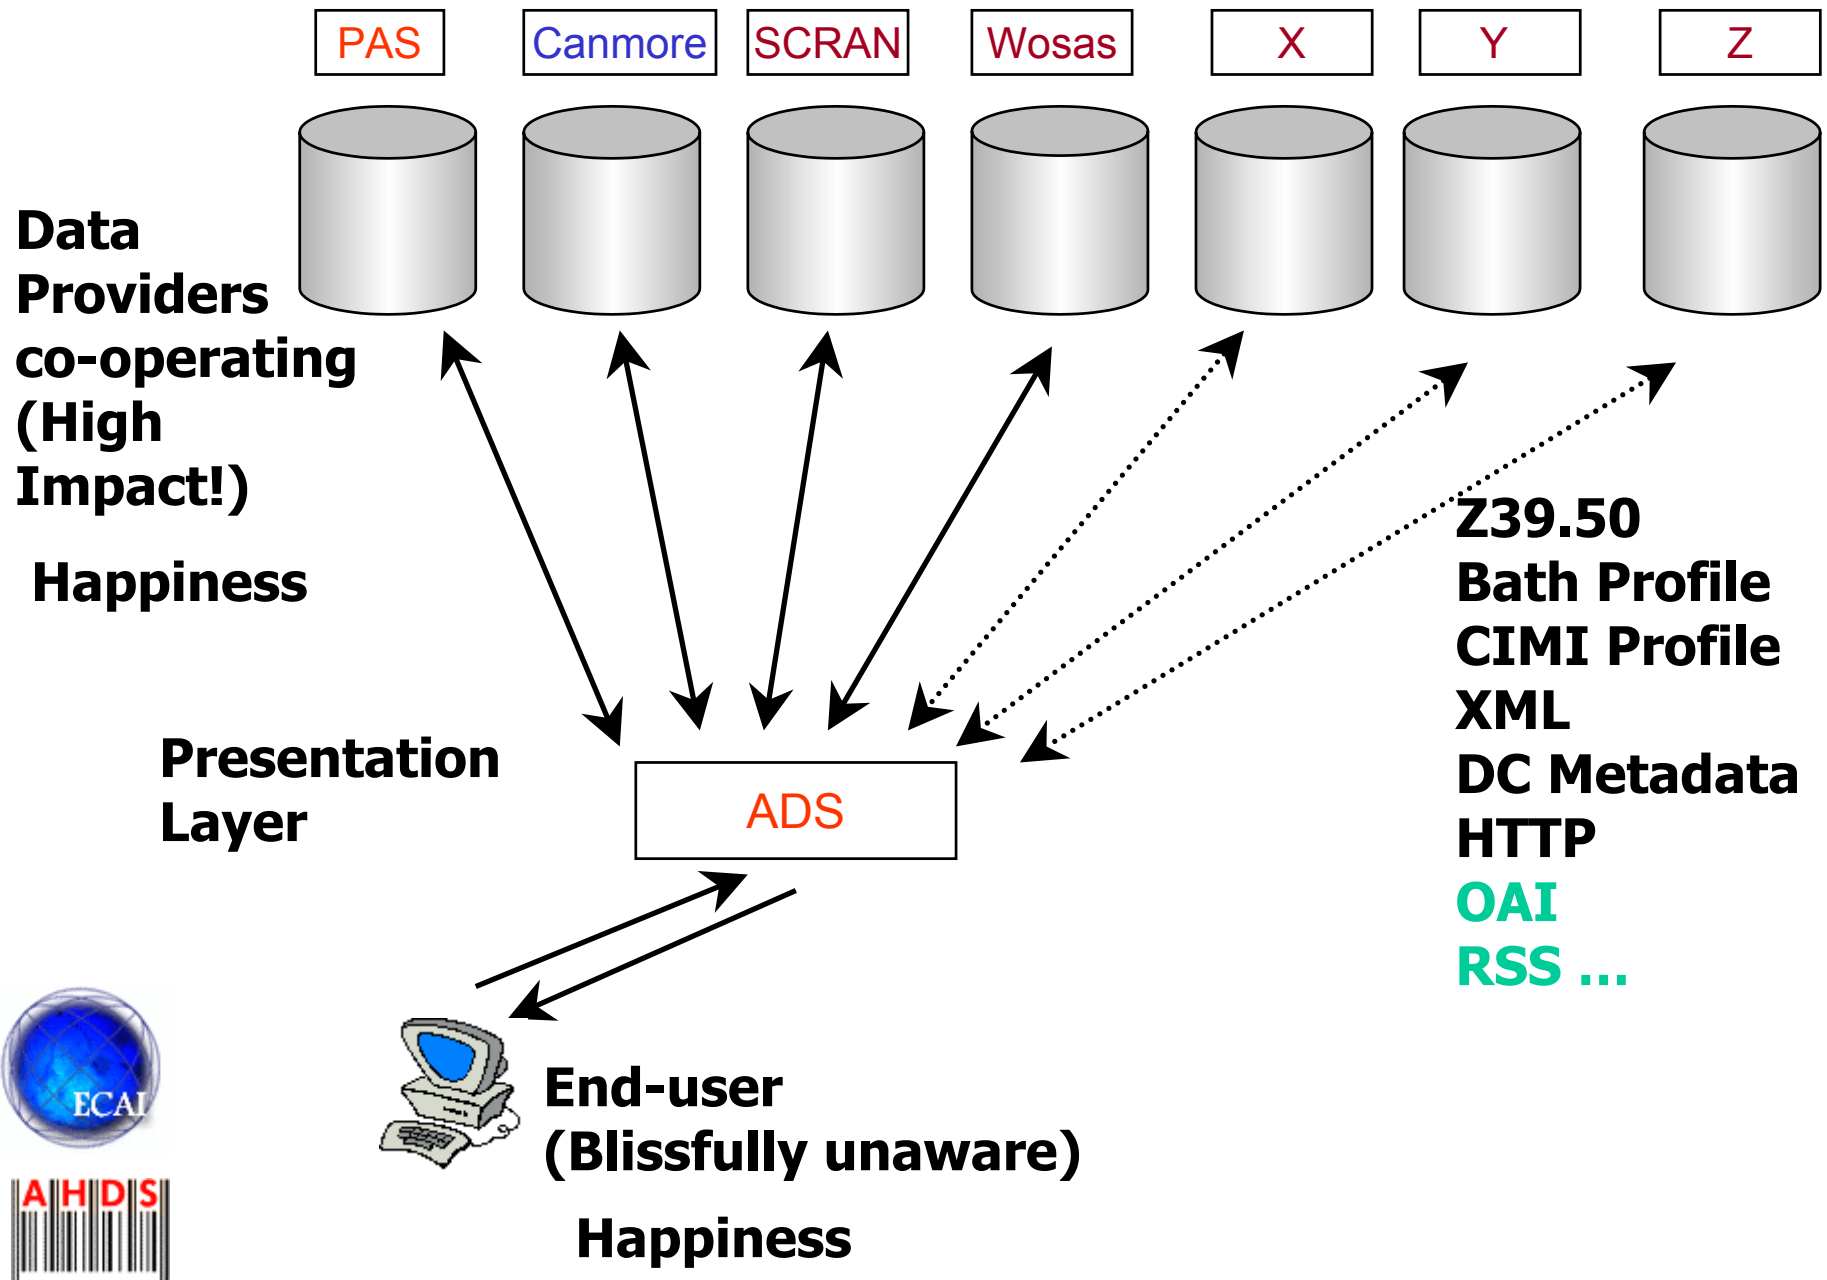 PAS
Canmore
SCRAN
Wosas
X
Y
Z
Data
Providers
co-operating
(High
Impact!)
Happiness
Z39.50
Bath Profile
CIMI Profile
XML
DC Metadata
HTTP
OAI
RSS ...
Presentation
Layer
ADS
End-user
(Blissfully unaware)
Happiness
ECAI
AHDS